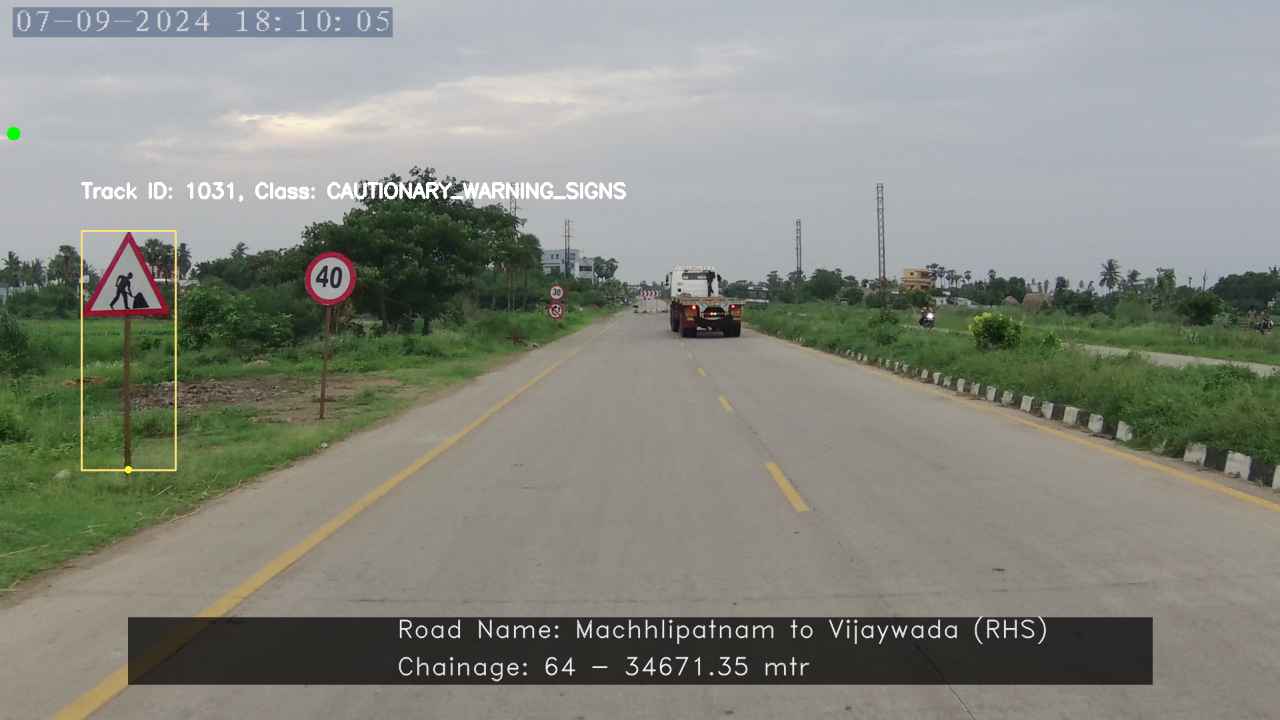 07-09-2024 18:10:05
Track ID: 1031, Class: CAUTIONARY_WARNING_SIGNS
40
30
Road Name: Machhlipatnam to Vijaywada (RHS)
Chainage: 64 - 34671.35 mtr